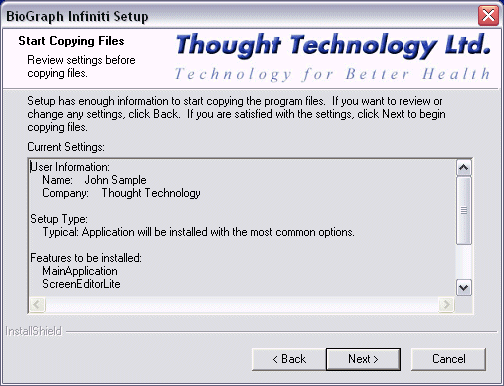 BioGraph Infiniti Setup
Start Copying Files
Review settings before
copying files.
Thought Technology Ltd.
Technology for Better Health
Setup has enough information to start copying the program files. If you want to review or
change any settings, click Back. If you are satisfied with the settings, click Next to begin
copying files.
Current Settings:
User Information:
Name: John Sample
Company: Thought Technology
Setup Type:
Typical: Application will be installed with the most common options.
Features to be installed:
MainApplication
ScreenEditorLite
InstallShield
< Back
Next >
Cancel